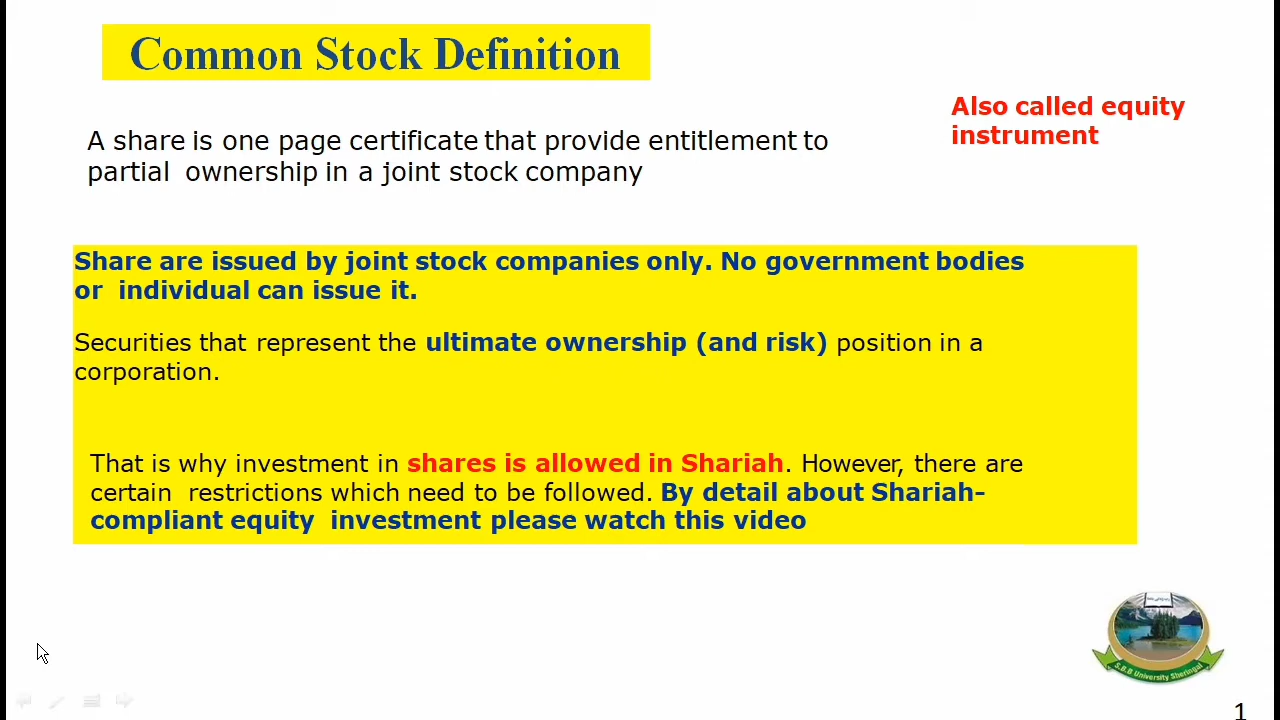 Common Stock Definition
Also called equity
instrument
A share is one page certificate that provide entitlement to
partial ownership in a joint stock company
Share are issued by joint stock companies only. No government bodies
or individual can issue it.
Securities that represent the ultimate ownership (and risk) position in a
corporation.
That is why investment in shares is allowed in Shariah. However, there are
certain restrictions which need to be followed. By detail about Shariah-
compliant equity investment please watch this video
S.B.B University Sheringal
1